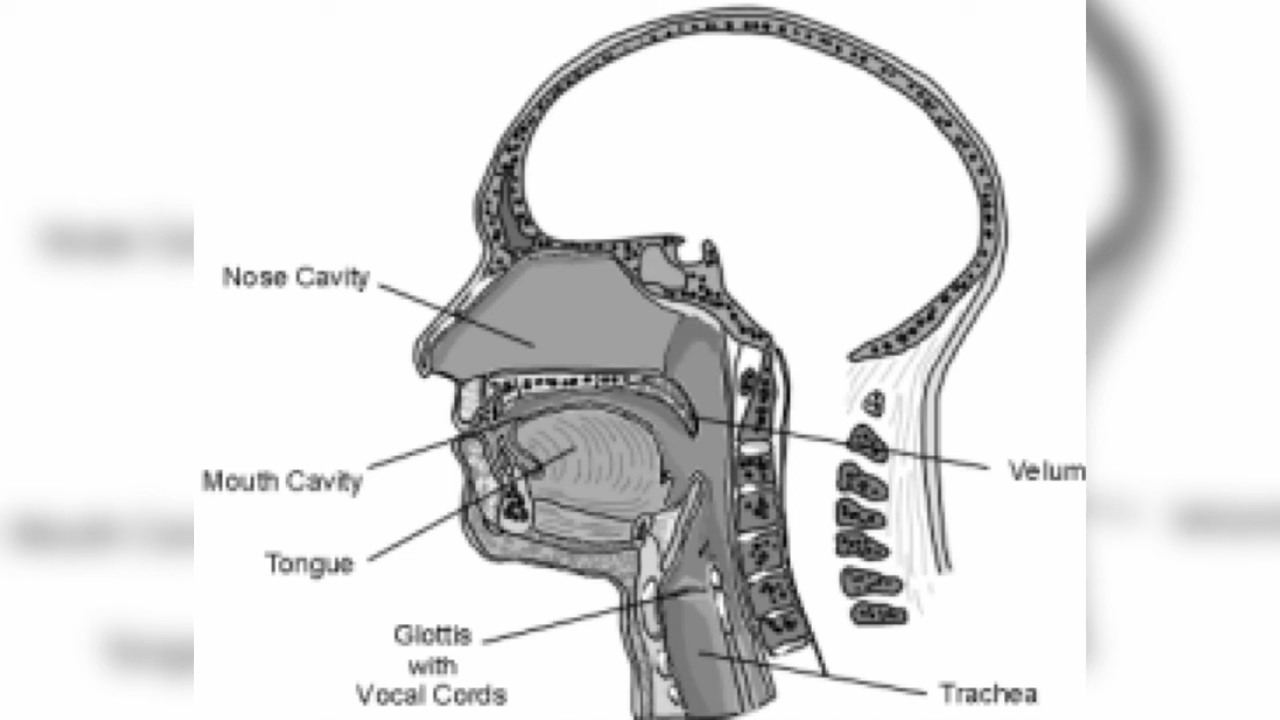 Nose Cavity
Mouth Cavity
Velum
Tongue
Glottis
with
Vocal Cords
Trachea